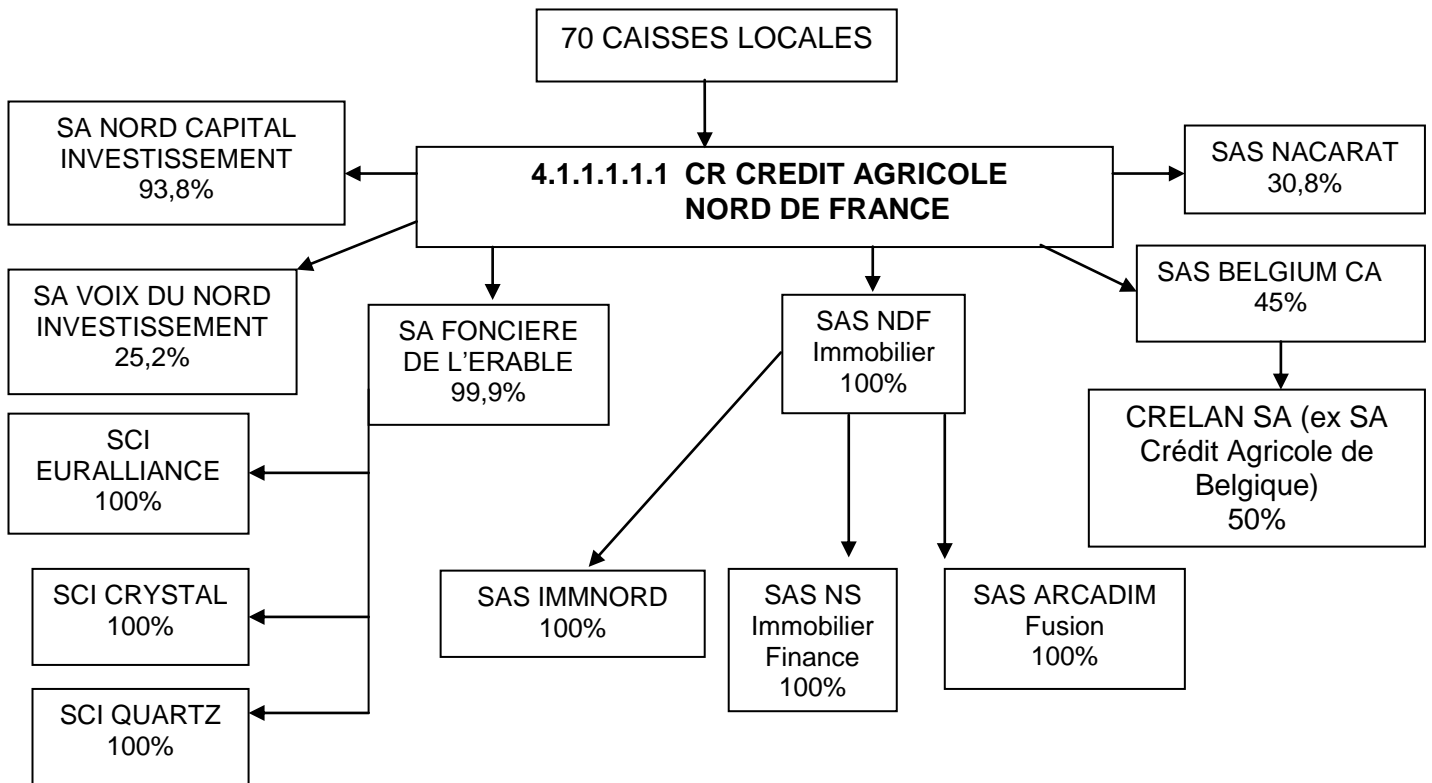 70 CAISSES LOCALES
SA NORD CAPITAL
INVESTISSEMENT
93,8%
4.1.1.1.1.1 CR CREDIT AGRICOLE
NORD DE FRANCE
SAS NACARAT
30,8%
SA VOIX DU NORD
INVESTISSEMENT
25,2%
SA FONCIERE
DE L'ERABLE
99,9%
SAS NDF
Immobilier
100%
SAS BELGIUM CA
45%
CRELAN SA (ex SA
Crédit Agricole de
Belgique)
50%
SCI
EURALLIANCE
100%
SCI CRYSTAL
100%
SCI QUARTZ
100%
SAS IMMNORD
100%
SAS NS
Immobilier
Finance
100%
SAS ARCADIM
Fusion
100%